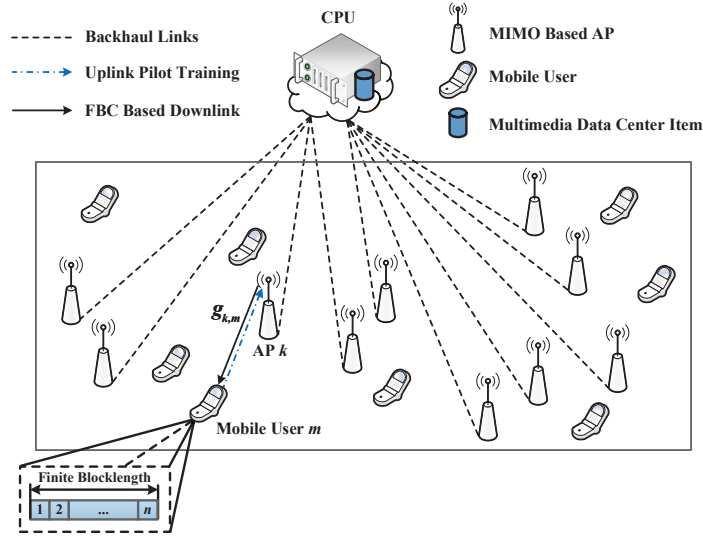 CPU
Backhaul Links
Uplink Pilot Training
FBC Based Downlink
MIMO Based AP
Mobile User
Multimedia Data Center Item
g k,m
AP k
Mobile User m
Finite Blocklength
1 2 ... n